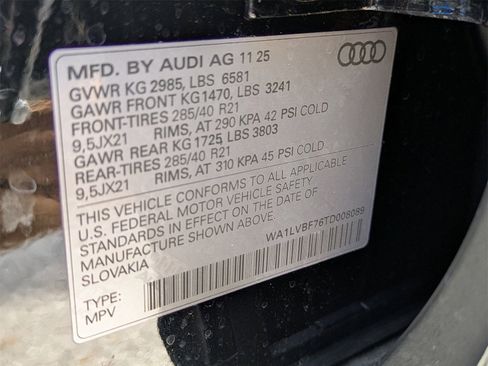 MFD. BY AUDI AG 11 25
GVWR KG 2985, LBS 6581
GAWR FRONT KG 1470, LBS 3241
FRONT-TIRES 285/40 R21
9,5JX21 RIMS, AT 290 KPA 42 PSI COLD
GAWR REAR KG 1725, LBS 3803
REAR-TIRES 285/40 R21
9,5JX21 RIMS, AT 310 KPA 45 PSI COLD
THIS VEHICLE CONFORMS TO ALL APPLICABLE
U.S. FEDERAL MOTOR VEHICLE SAFETY
STANDARDS IN EFFECT ON THE DATE OF
MANUFACTURE SHOWN ABOVE.
SLOVAKIA
WA1LVBF76TD008089
TYPE:
MPV